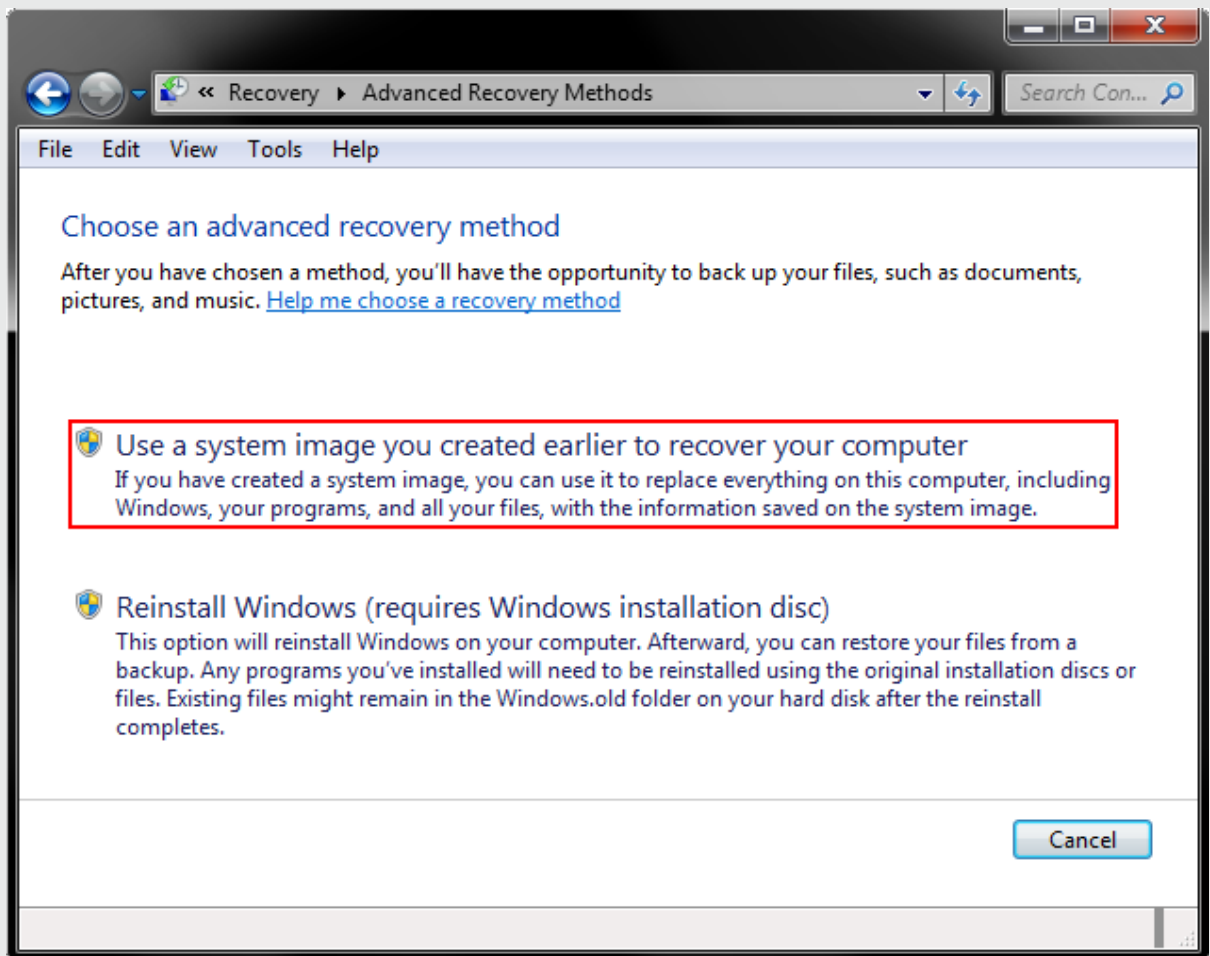 « Recovery ▸ Advanced Recovery Methods
Search Con...
File Edit View Tools Help
Choose an advanced recovery method
After you have chosen a method, you'll have the opportunity to back up your files, such as documents,
pictures, and music. Help me choose a recovery method
Use a system image you created earlier to recover your computer
If you have created a system image, you can use it to replace everything on this computer, including
Windows, your programs, and all your files, with the information saved on the system image.
Reinstall Windows (requires Windows installation disc)
This option will reinstall Windows on your computer. Afterward, you can restore your files from a
backup. Any programs you've installed will need to be reinstalled using the original installation discs or
files. Existing files might remain in the Windows.old folder on your hard disk after the reinstall
completes.
Cancel